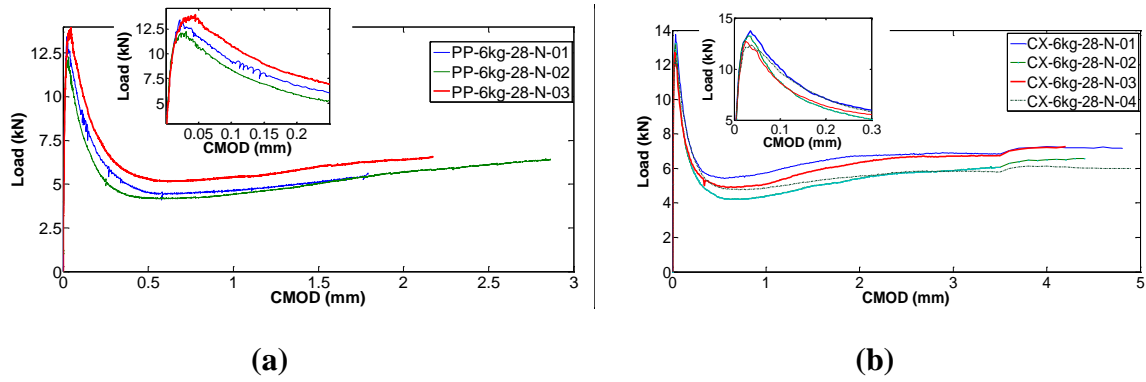 Load (kN)
12.5
10
7.5
5
2.5
0
0
0.5
1
1.5
2
2.5
3
CMOD (mm)
Load (kN)
12.5
10
7.5
5
0.05
0.1
0.15
0.2
CMOD (mm)
PP-6kg-28-N-01
PP-6kg-28-N-02
PP-6kg-28-N-03
(a)
Load (kN)
14
12
10
8
6
4
2
0
0
1
2
3
4
5
CMOD (mm)
Load (kN)
15
10
5
0
0.1
0.2
0.3
CMOD (mm)
CX-6kg-28-N-01
CX-6kg-28-N-02
CX-6kg-28-N-03
CX-6kg-28-N-04
(b)